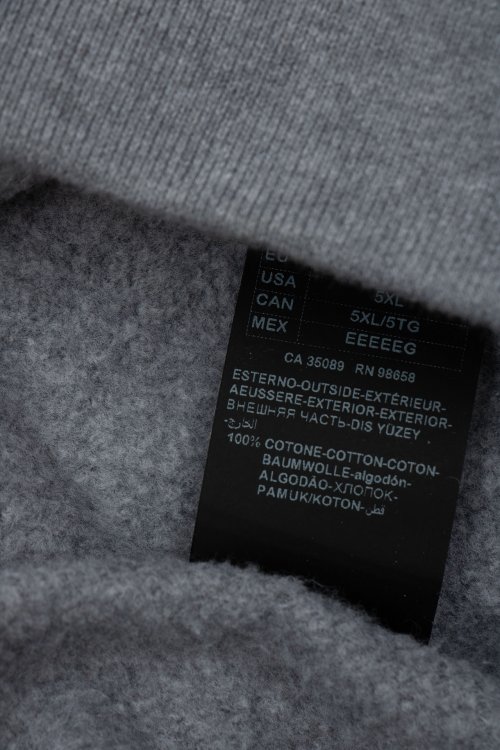 EU
USA 5XL
CAN 5XL/5TG
MEX EEEEEG
CA 35089 RN 98658
ESTERNO-OUTSIDE-EXTÉRIEUR-
AEUSSERE-EXTERIOR-EXTERIOR-
ВНЕШНЯЯ ЧАСТЬ-DIS YÜZEY-
الخارج-
100% COTONE-COTTON-COTON-
BAUMWOLLE-algodón-
ALGODÃO-ХЛОПОК-
PAMUK/KOTON-قطن